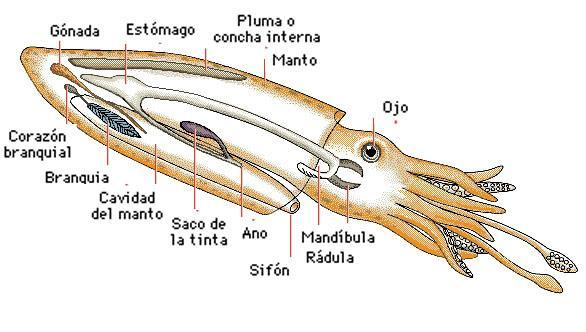 Gónada
Estómago
Pluma o
concha interna
Manto
Ojo
Corazón
branquial
Branquia
Cavidad
del manto
Saco de
la tinta
Ano
Sifón
Mandíbula
Rádula